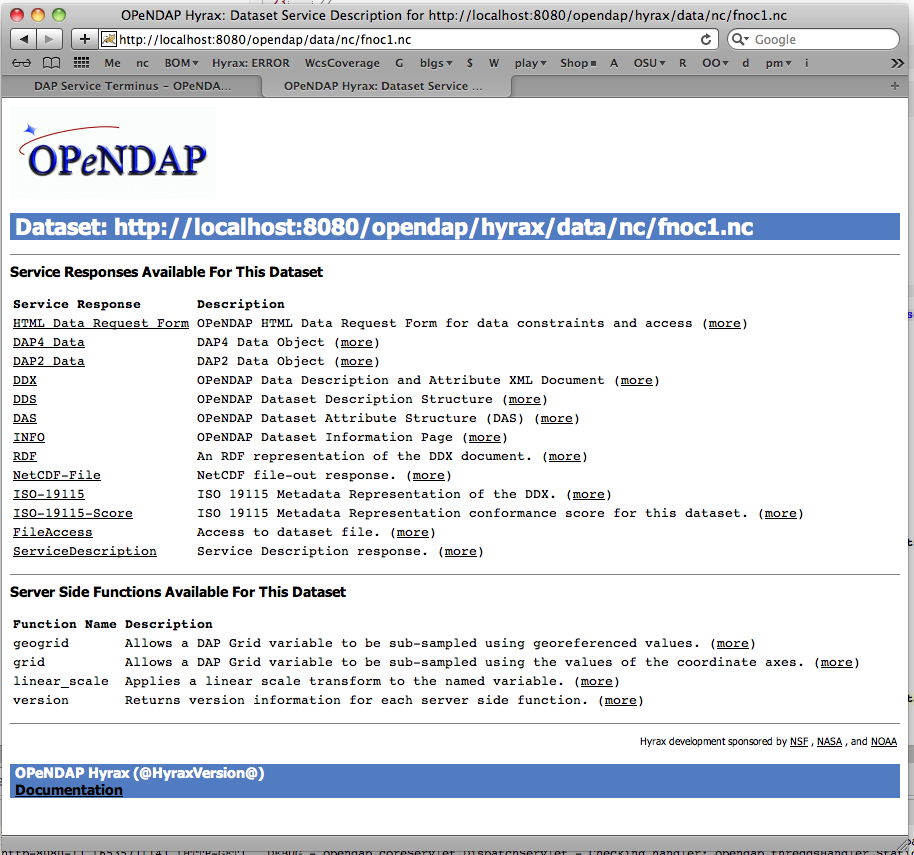 OPeNDAP Hyrax: Dataset Service Description for http://localhost:8080/opendap/hyrax/data/nc/fnoc1.nc
http://localhost:8080/opendap/data/nc/fnoc1.nc Google
Me nc BOM▾ Hyrax: ERROR WcsCoverage G blgs▾ $ W play▾ Shop■ A OSU▾ R OO▾ d pm▾ i »
DAP Service Terminus – OPeNDA... OPeNDAP Hyrax: Dataset Service ... +
OPeNDAP
Dataset: http://localhost:8080/opendap/hyrax/data/nc/fnoc1.nc
Service Responses Available For This Dataset
Service Response Description
HTML Data Request Form OPeNDAP HTML Data Request Form for data constraints and access (more)
DAP4 Data DAP4 Data Object (more)
DAP2 Data DAP2 Data Object (more)
DDX OPeNDAP Data Description and Attribute XML Document (more)
DDS OPeNDAP Dataset Description Structure (more)
DAS OPeNDAP Dataset Attribute Structure (DAS) (more)
INFO OPeNDAP Dataset Information Page (more)
RDF An RDF representation of the DDX document. (more)
NetCDF-File NetCDF file-out response. (more)
ISO-19115 ISO 19115 Metadata Representation of the DDX. (more)
ISO-19115-Score ISO 19115 Metadata Representation conformance score for this dataset. (more)
FileAccess Access to dataset file. (more)
ServiceDescription Service Description response. (more)
Server Side Functions Available For This Dataset
Function Name Description
geogrid Allows a DAP Grid variable to be sub-sampled using georeferenced values. (more)
grid Allows a DAP Grid variable to be sub-sampled using the values of the coordinate axes. (more)
linear_scale Applies a linear scale transform to the named variable. (more)
version Returns version information for each server side function. (more)
Hyrax development sponsored by NSF , NASA , and NOAA
OPeNDAP Hyrax (@HyraxVersion@)
Documentation